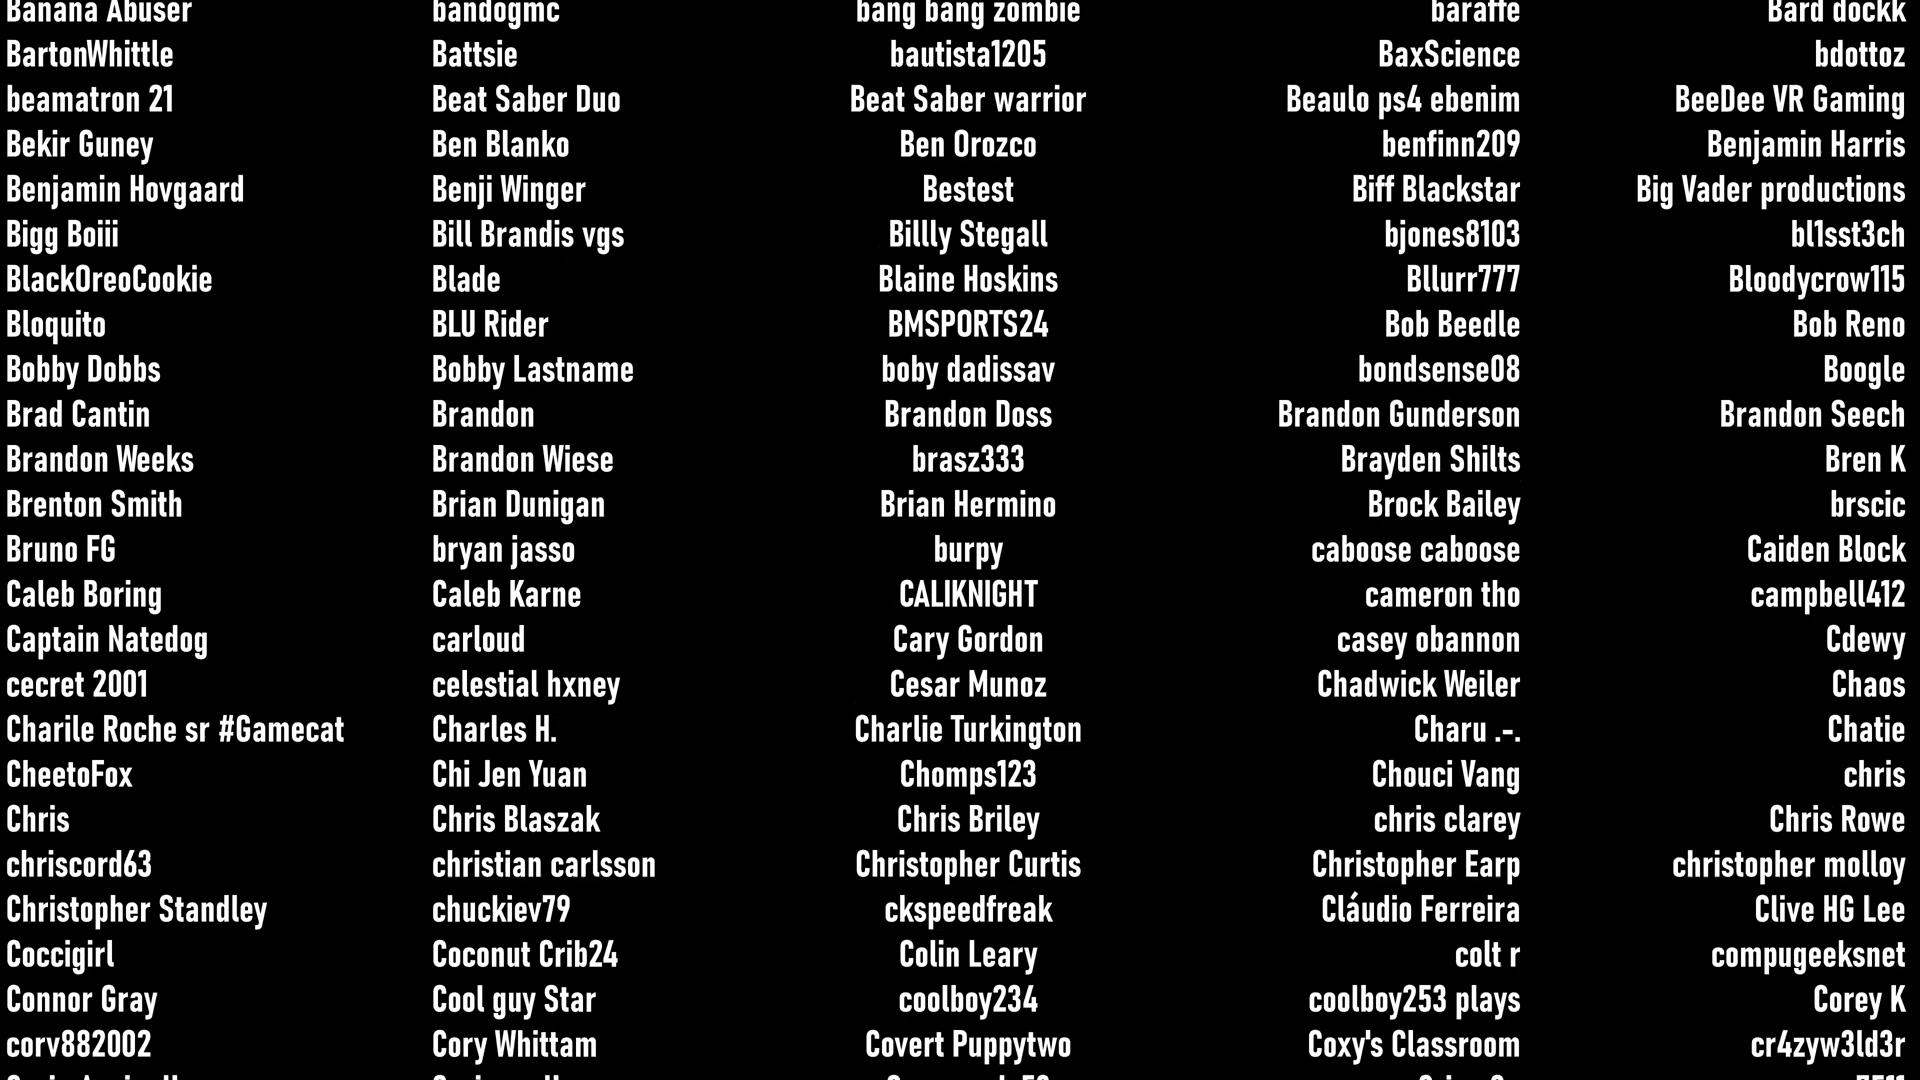 Banana Abuser bandogmc bang bang zombie baraffe Bard dockk
BartonWhittle Battsie bautista1205 BaxScience bdottoz
beamatron 21 Beat Saber Duo Beat Saber warrior Beaulo ps4 ebenim BeeDee VR Gaming
Bekir Guney Ben Blanko Ben Orozco benfinn209 Benjamin Harris
Benjamin Hovgaard Benji Winger Bestest Biff Blackstar Big Vader productions
Bigg Boiii Bill Brandis vgs Billly Stegall bjones8103 bl1sst3ch
BlackOreoCookie Blade Blaine Hoskins Bllurr777 Bloodycrow115
Bloquito BLU Rider BMSPORTS24 Bob Beedle Bob Reno
Bobby Dobbs Bobby Lastname boby dadissav bondsense08 Boogle
Brad Cantin Brandon Brandon Doss Brandon Gunderson Brandon Seech
Brandon Weeks Brandon Wiese brasz333 Brayden Shilts Bren K
Brenton Smith Brian Dunigan Brian Hermino Brock Bailey brscic
Bruno FG bryan jasso burpy caboose caboose Caiden Block
Caleb Boring Caleb Karne CALIKNIGHT cameron tho campbell412
Captain Natedog carloud Cary Gordon casey obannon Cdewy
cecret 2001 celestial hxney Cesar Munoz Chadwick Weiler Chaos
Charile Roche sr #Gamecat Charles H. Charlie Turkington Charu .-. Chatie
CheetoFox Chi Jen Yuan Chomps123 Chouci Vang chris
Chris Chris Blaszak Chris Briley chris clarey Chris Rowe
chriscord63 christian carlsson Christopher Curtis Christopher Earp christopher molloy
Christopher Standley chuckiev79 ckspeedfreak Cláudio Ferreira Clive HG Lee
Coccigirl Coconut Crib24 Colin Leary colt r compugeeksnet
Connor Gray Cool guy Star coolboy234 coolboy253 plays Corey K
corv882002 Cory Whittam Covert Puppytwo Coxy's Classroom cr4zyw3ld3r